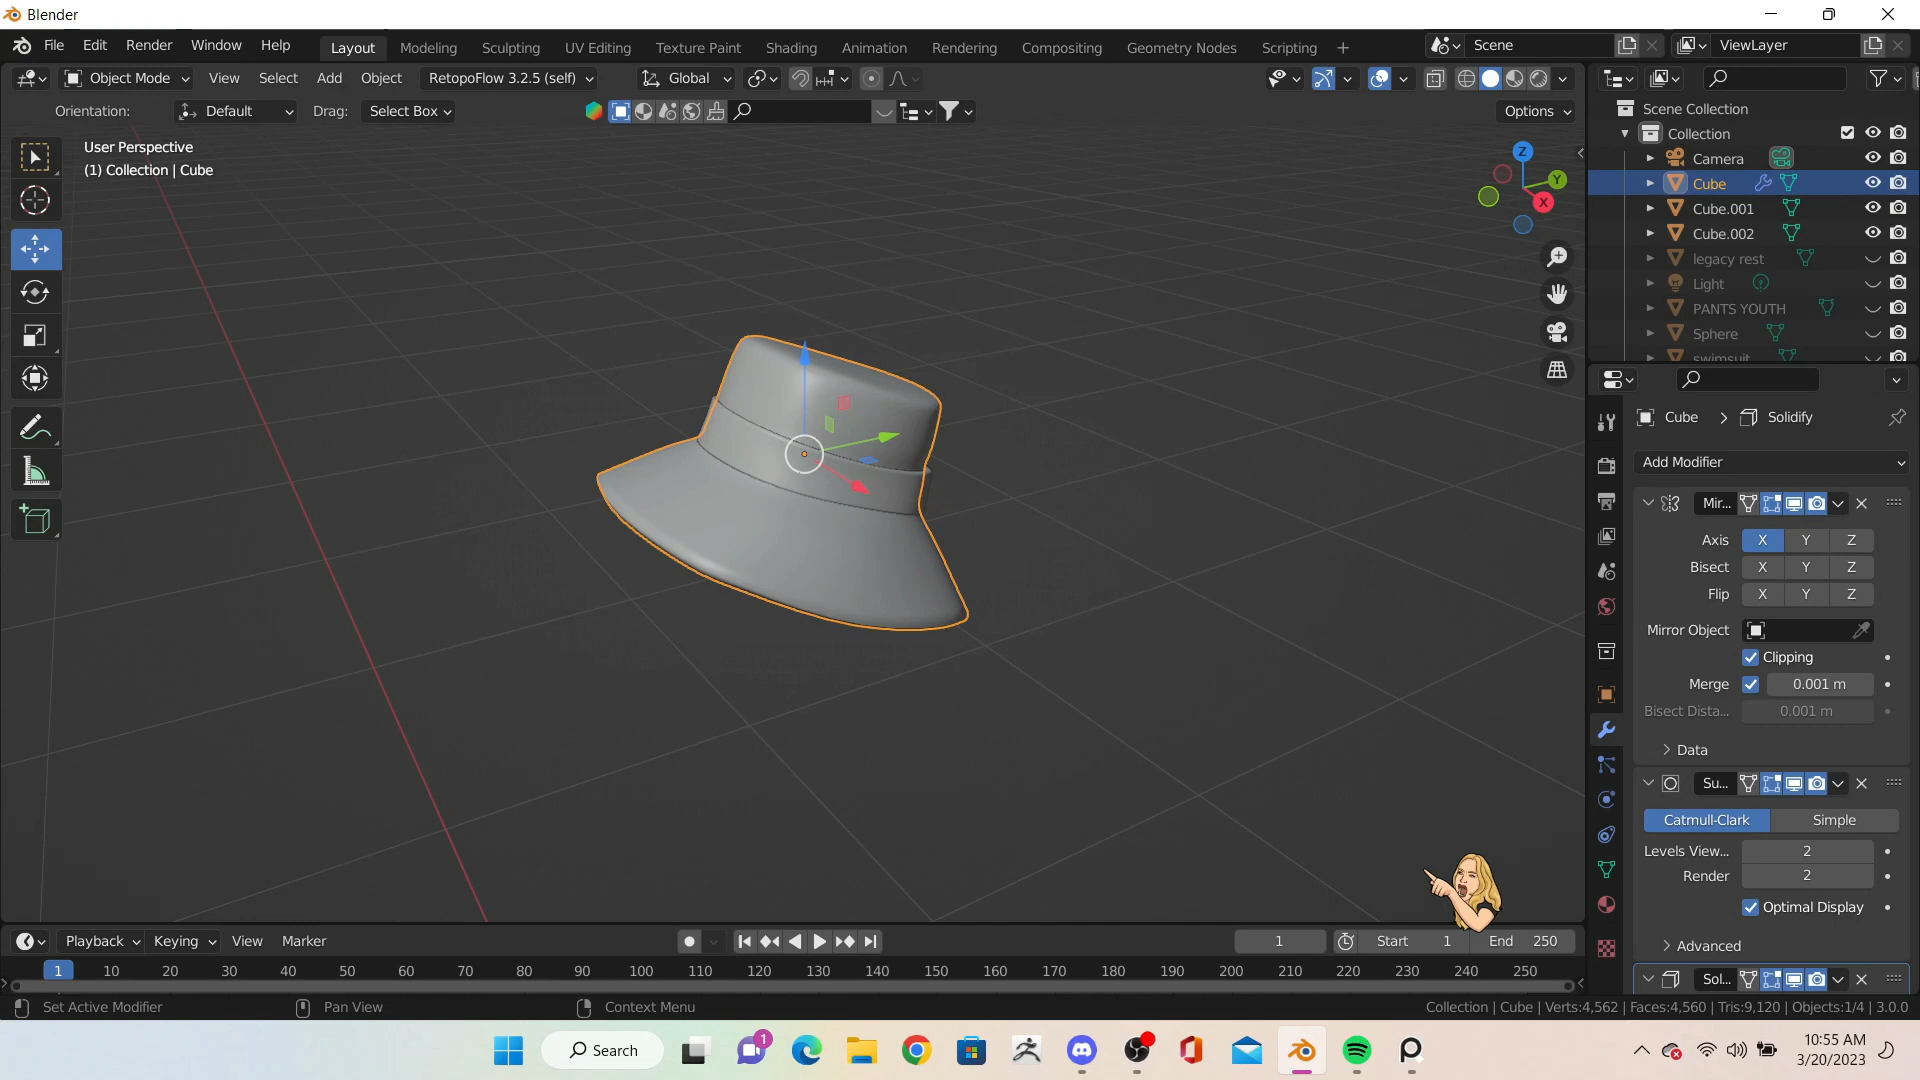 Blender
File Edit Render Window Help Layout Modeling Sculpting UV Editing Texture Paint Shading Animation Rendering Compositing Geometry Nodes Scripting + Scene ViewLayer
Object Mode View Select Add Object RetopoFlow 3.2.5 (self) Global
Orientation: Default Drag: Select Box Options
User Perspective
(1) Collection | Cube
Z
Y
X
Scene Collection
Collection
Camera
Cube
Cube.001
Cube.002
legacy rest
Light
PANTS YOUTH
Sphere
swimsuit
Cube > Solidify
Add Modifier
Mir...
Axis X Y Z
Bisect X Y Z
Flip X Y Z
Mirror Object
Clipping
Merge 0.001 m
Bisect Dista... 0.001 m
Data
Su...
Catmull-Clark Simple
Levels View... 2
Render 2
Optimal Display
Advanced
Sol...
Playback Keying View Marker 1 Start 1 End 250
1 10 20 30 40 50 60 70 80 90 100 110 120 130 140 150 160 170 180 190 200 210 220 230 240 250
Set Active Modifier Pan View Context Menu Collection | Cube | Verts:4,562 | Faces:4,560 | Tris:9,120 | Objects:1/4 | 3.0.0
Search 1 10:55 AM
3/20/2023